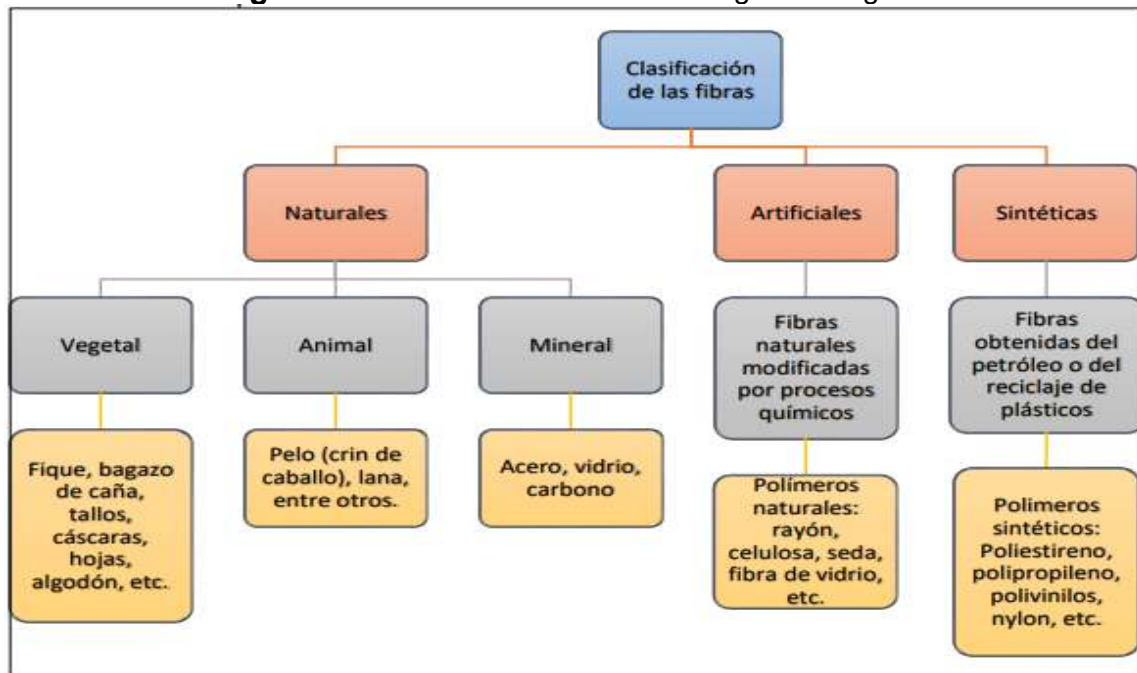 Clasificación
de las fibras
Naturales
Artificiales
Sintéticas
Vegetal
Animal
Mineral
Fibras
naturales
modificadas
por procesos
químicos
Fibras
obtenidas del
petróleo o del
reciclaje de
plásticos
Fique, bagazo
de caña,
tallos,
cáscaras,
hojas,
algodón, etc.
Pelo (crin de
caballo), lana,
entre otros.
Acero, vidrio,
carbono
Polímeros
naturales:
rayón,
celulosa, seda,
fibra de vidrio,
etc.
Polimeros
sintéticos:
Poliestireno,
polipropileno,
polivinilos,
nylon, etc.